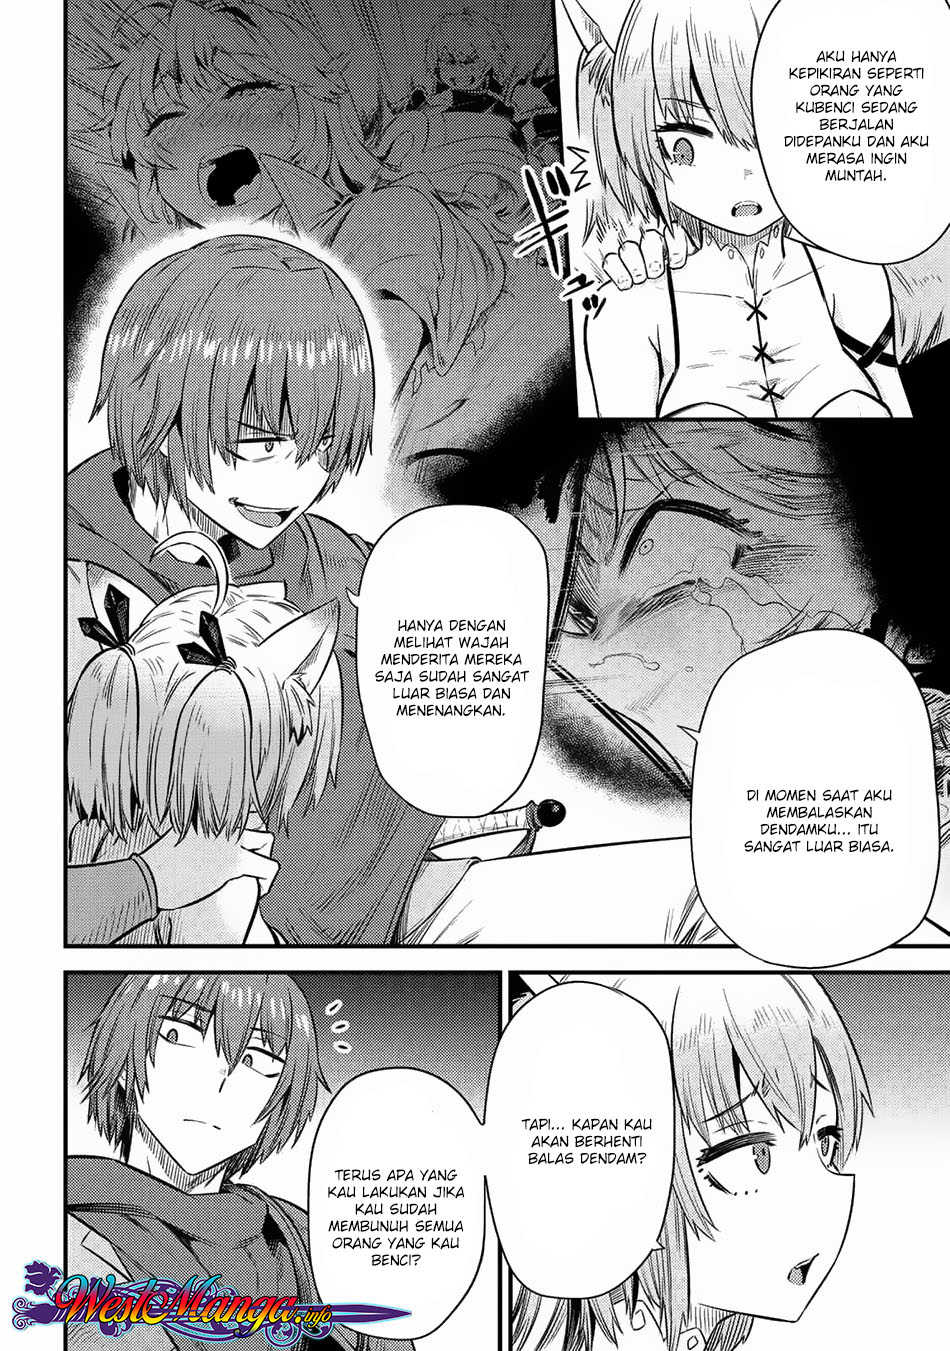 AKU HANYA
KEPIKIRAN SEPERTI
ORANG YANG
KUBENCI SEDANG
BERJALAN
DIDEPANKU DAN AKU
MERASA INGIN
MUNTAH.
HANYA DENGAN
MELIHAT WAJAH
MENDERITA MEREKA
SAJA SUDAH SANGAT
LUAR BIASA DAN
MENENANGKAN.
DI MOMEN SAAT AKU
MEMBALASKAN
DENDAMKU... ITU
SANGAT LUAR BIASA.
TAPI... KAPAN KAU
AKAN BERHENTI
BALAS DENDAM?
TERUS APA YANG
KAU LAKUKAN JIKA
KAU SUDAH
MEMBUNUH SEMUA
ORANG YANG KAU
BENCI?
WestManga.info